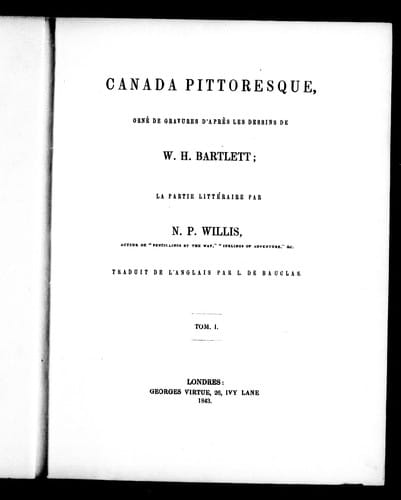 CANADA PITTORESQUE,
ORNÉ DE GRAVURES D'APRÈS LES DESSINS DE
W. H. BARTLETT;
LA PARTIE LITTÉRAIRE PAR
N. P. WILLIS,
AUTEUR DE "PENCILLINGS BY THE WAY," "INKLINGS OF ADVENTURE," &c.
TRADUIT DE L'ANGLAIS PAR L. DE BAUCLAS.
TOM. I.
LONDRES:
GEORGES VIRTUE, 26, IVY LANE
1843.